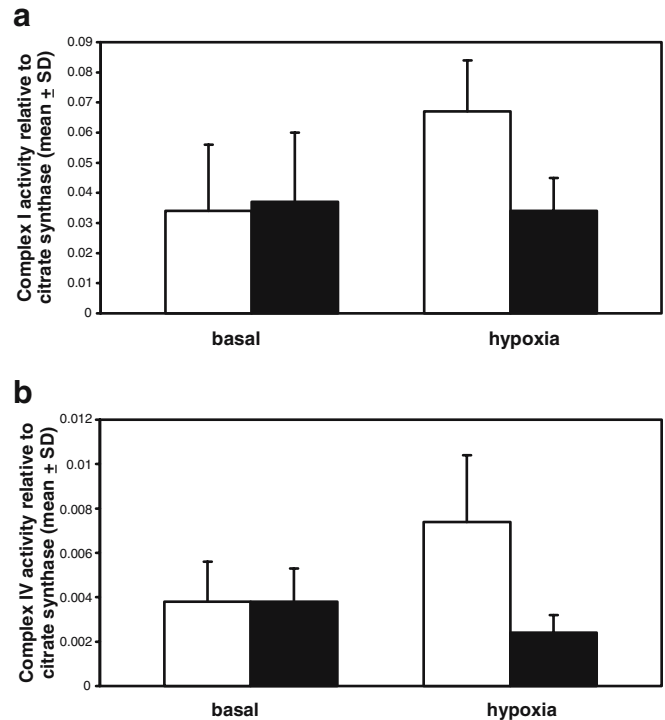 a
Complex I activity relative to
citrate synthase (mean ± SD)
0.09
0.08
0.07
0.06
0.05
0.04
0.03
0.02
0.01
0
basal hypoxia
b
Complex IV activity relative to
citrate synthase (mean ± SD)
0.012
0.01
0.008
0.006
0.004
0.002
0
basal hypoxia